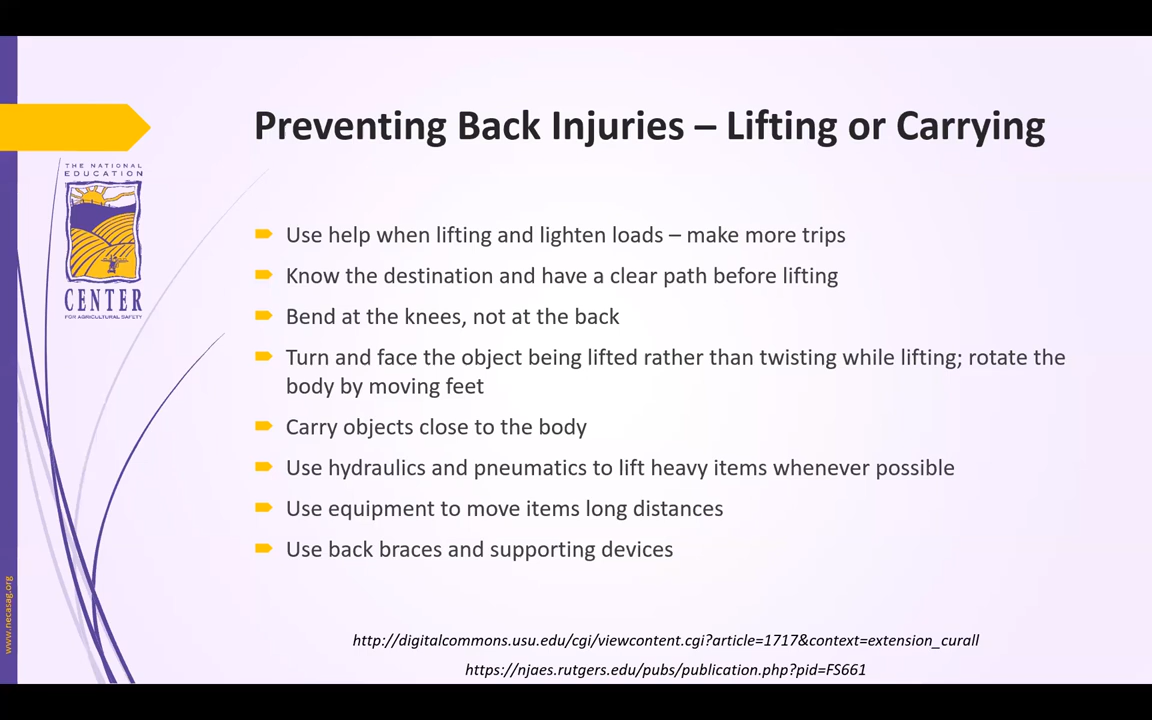 Preventing Back Injuries – Lifting or Carrying
THE NATIONAL
EDUCATION
CENTER
FOR AGRICULTURAL SAFETY
Use help when lifting and lighten loads – make more trips
Know the destination and have a clear path before lifting
Bend at the knees, not at the back
Turn and face the object being lifted rather than twisting while lifting; rotate the
body by moving feet
Carry objects close to the body
Use hydraulics and pneumatics to lift heavy items whenever possible
Use equipment to move items long distances
Use back braces and supporting devices
www.necasag.org
http://digitalcommons.usu.edu/cgi/viewcontent.cgi?article=1717&context=extension_curall
https://njaes.rutgers.edu/pubs/publication.php?pid=FS661